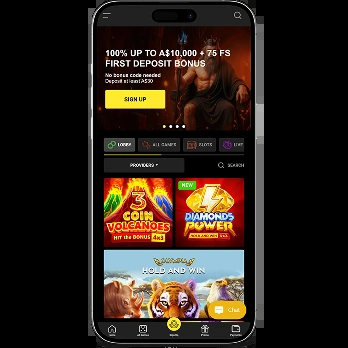 100% UP TO A$10,000 + 75 FS
FIRST DEPOSIT BONUS
No bonus code needed
Deposit at least A$30
SIGN UP
LOBBY
ALL GAMES
SLOTS
LIVE
PROVIDERS
SEARCH
3
COIN
VOLCANOES
HIT THE BONUS
NEW
DIAMONDS
POWER
HOLD AND WIN
HOLD AND WIN
Chat